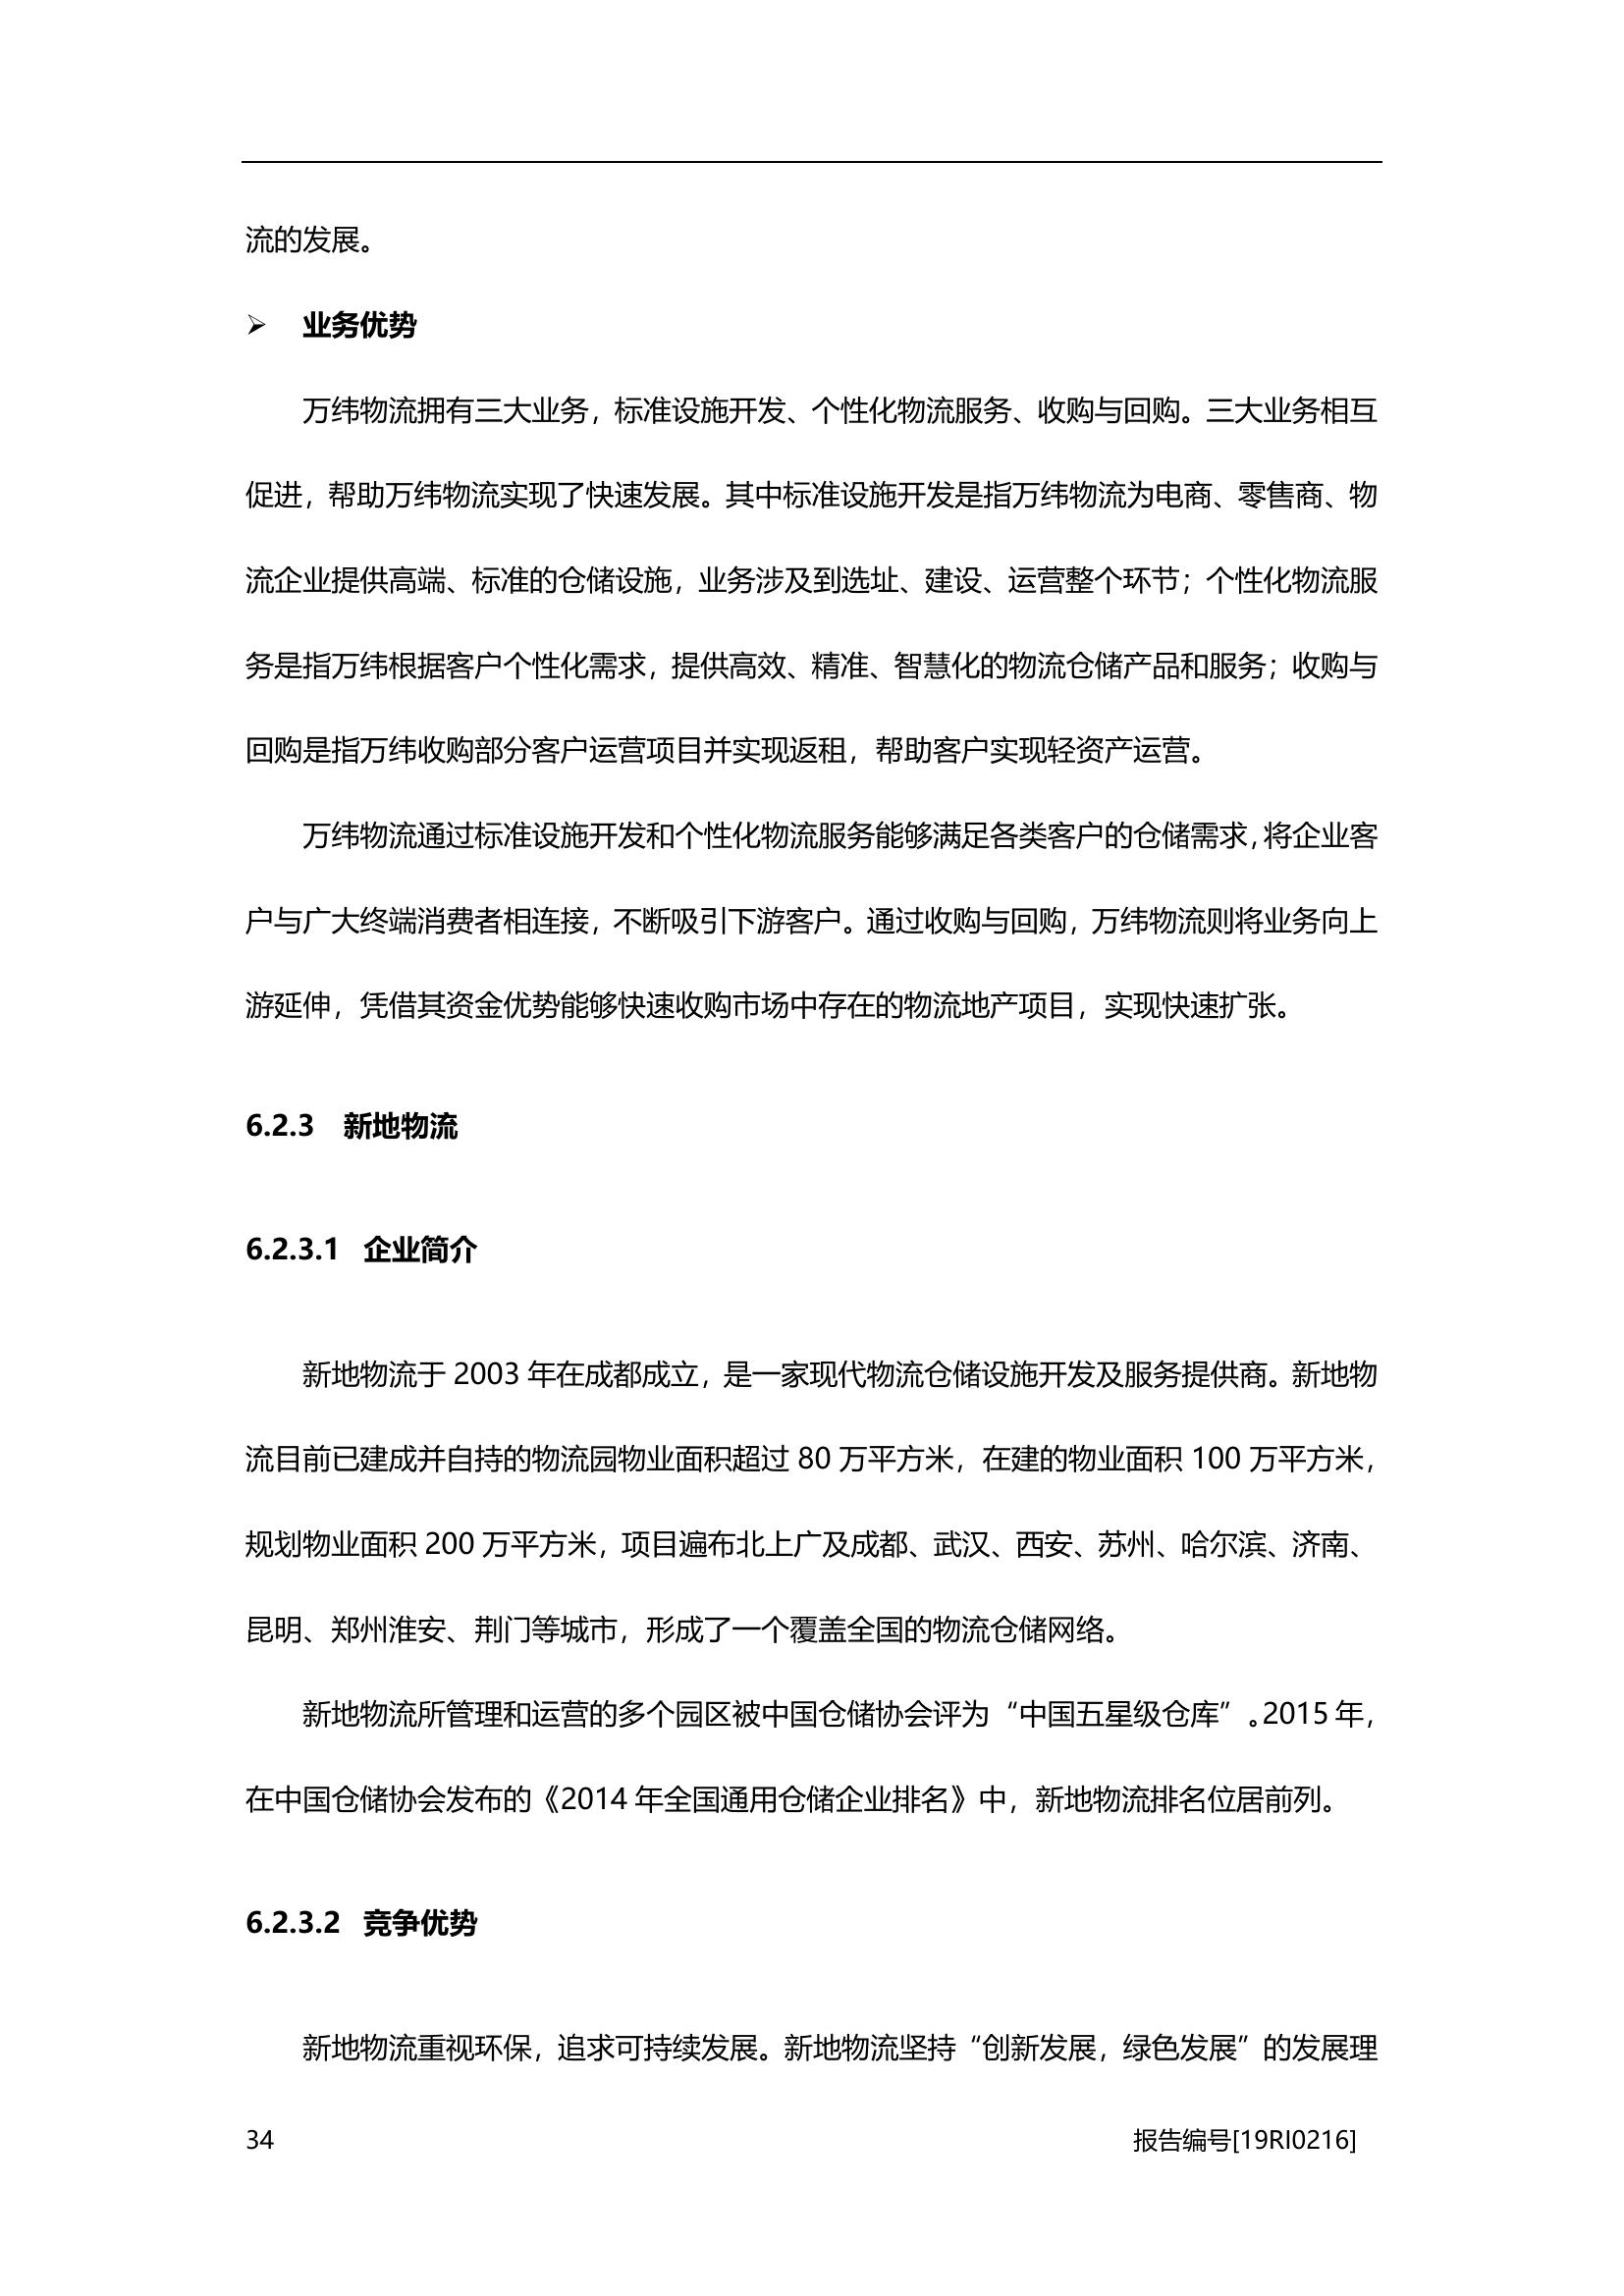 流的发展。
➢ 业务优势
万纬物流拥有三大业务，标准设施开发、个性化物流服务、收购与回购。三大业务相互
促进，帮助万纬物流实现了快速发展。其中标准设施开发是指万纬物流为电商、零售商、物
流企业提供高端、标准的仓储设施，业务涉及到选址、建设、运营整个环节；个性化物流服
务是指万纬根据客户个性化需求，提供高效、精准、智慧化的物流仓储产品和服务；收购与
回购是指万纬收购部分客户运营项目并实现返租，帮助客户实现轻资产运营。
万纬物流通过标准设施开发和个性化物流服务能够满足各类客户的仓储需求，将企业客
户与广大终端消费者相连接，不断吸引下游客户。通过收购与回购，万纬物流则将业务向上
游延伸，凭借其资金优势能够快速收购市场中存在的物流地产项目，实现快速扩张。
6.2.3 新地物流
6.2.3.1 企业简介
新地物流于 2003 年在成都成立，是一家现代物流仓储设施开发及服务提供商。新地物
流目前已建成并自持的物流园物业面积超过 80 万平方米，在建的物业面积 100 万平方米，
规划物业面积 200 万平方米，项目遍布北上广及成都、武汉、西安、苏州、哈尔滨、济南、
昆明、郑州淮安、荆门等城市，形成了一个覆盖全国的物流仓储网络。
新地物流所管理和运营的多个园区被中国仓储协会评为“中国五星级仓库”。2015 年，
在中国仓储协会发布的《2014 年全国通用仓储企业排名》中，新地物流排名位居前列。
6.2.3.2 竞争优势
新地物流重视环保，追求可持续发展。新地物流坚持“创新发展，绿色发展”的发展理
34 报告编号[19RI0216]